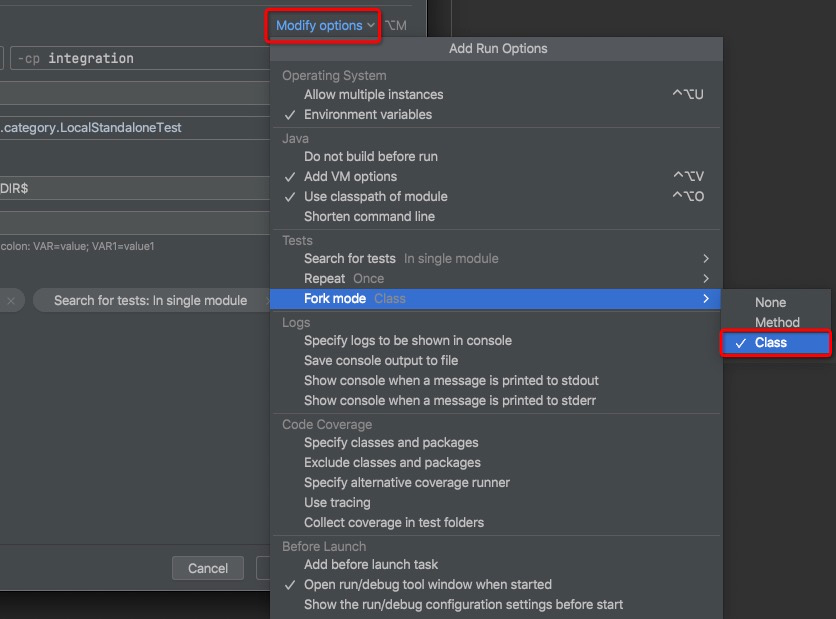 Modify options ⌥M
Add Run Options
-cp integration
Operating System
Allow multiple instances ^⌥U
✓ Environment variables
.category.LocalStandaloneTest
Java
Do not build before run
✓ Add VM options ^⌥V
DIR$
✓ Use classpath of module ^⌥O
Shorten command line
colon: VAR=value; VAR1=value1
Tests
Search for tests In single module
Repeat Once
× Search for tests: In single module ×
Fork mode Class
None
Method
✓ Class
Logs
Specify logs to be shown in console
Save console output to file
Show console when a message is printed to stdout
Show console when a message is printed to stderr
Code Coverage
Specify classes and packages
Exclude classes and packages
Specify alternative coverage runner
Use tracing
Collect coverage in test folders
Before Launch
Add before launch task
Cancel
✓ Open run/debug tool window when started
Show the run/debug configuration settings before start